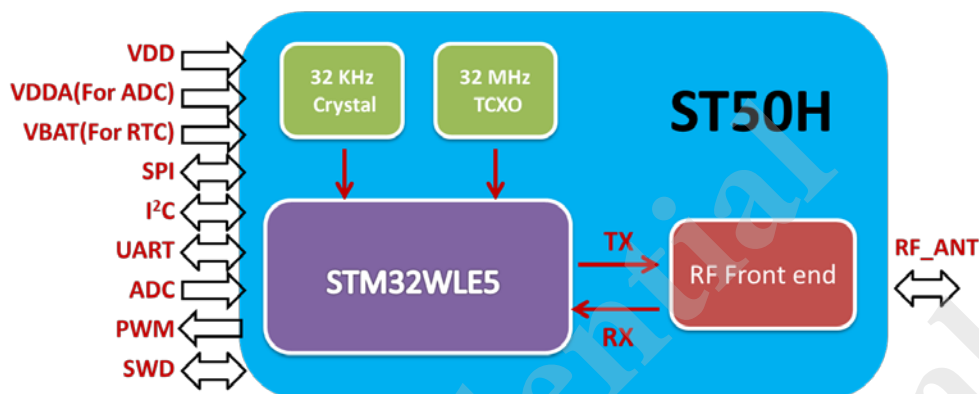 VDD
VDDA(For ADC)
VBAT(For RTC)
SPI
I²C
UART
ADC
PWM
SWD
32 KHz
Crystal
32 MHz
TCXO
ST50H
STM32WLE5
TX
RX
RF Front end
RF_ANT